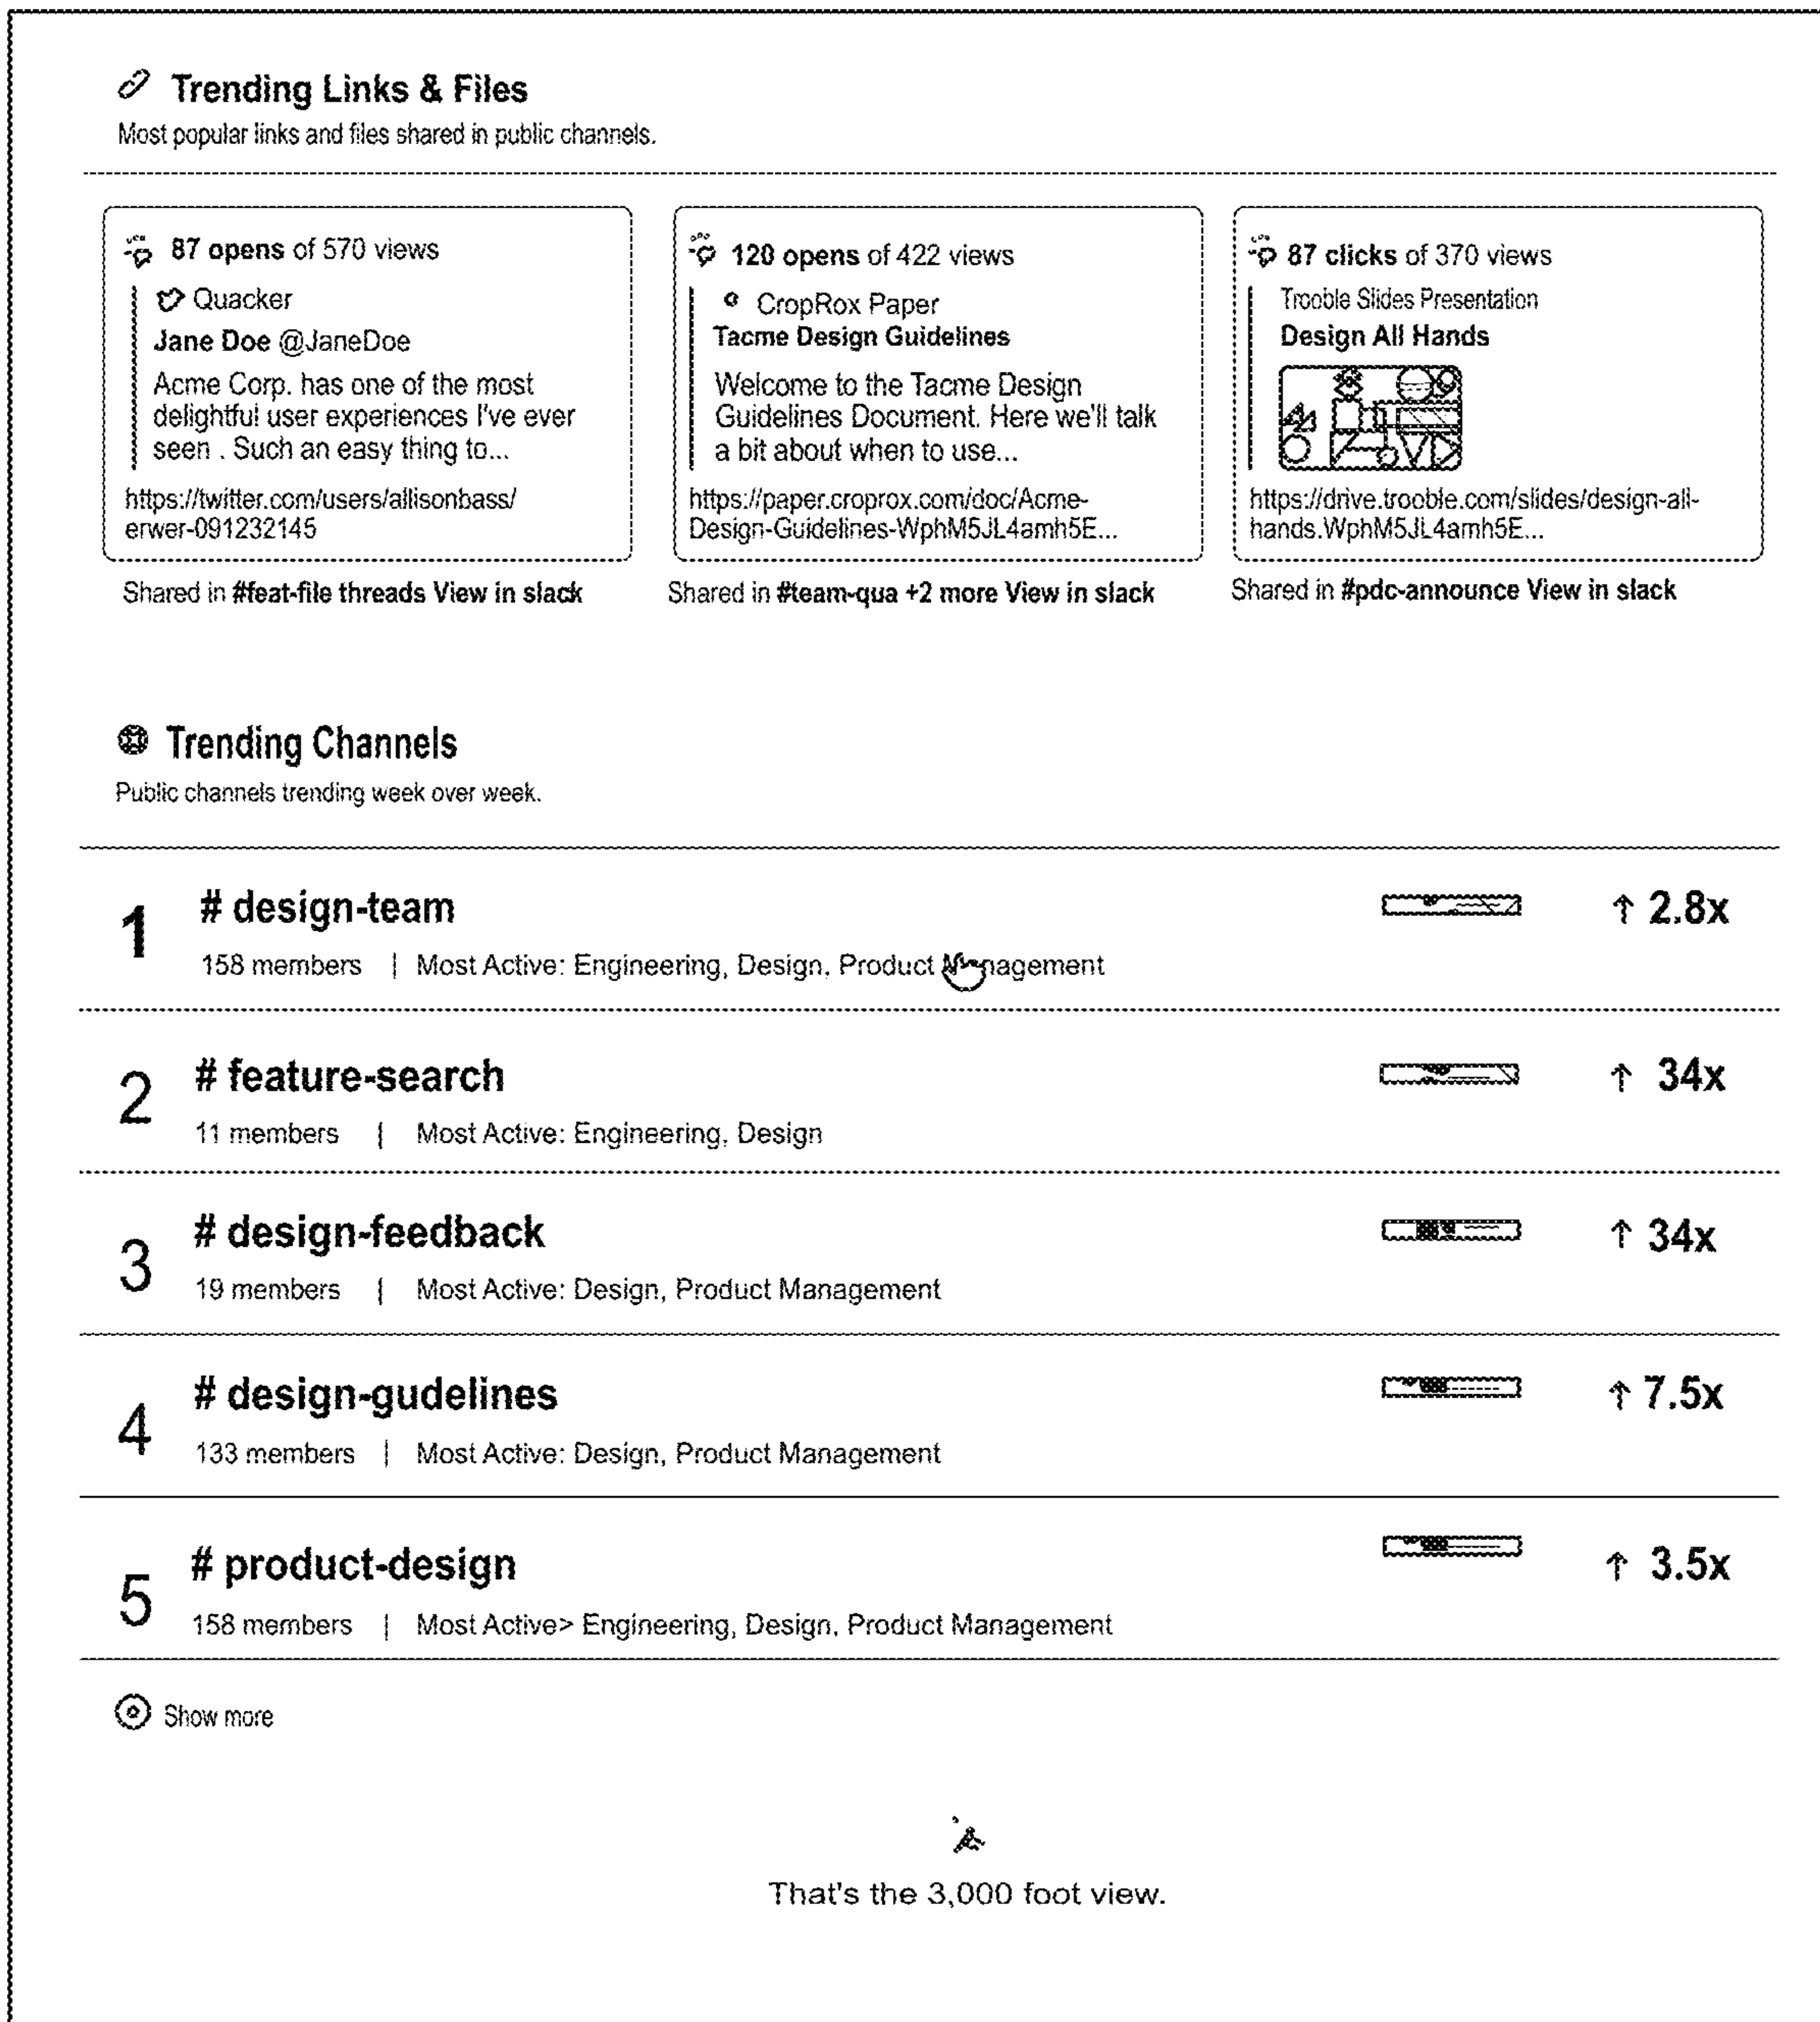 Trending Links & Files
Most popular links and files shared in public channels.
87 opens of 570 views
Quacker
Jane Doe @JaneDoe
Acme Corp. has one of the most
delightful user experiences I've ever
seen . Such an easy thing to...
https://twitter.com/users/allisonbass/
erwer-091232145
Shared in #feat-file threads View in slack
120 opens of 422 views
CropRox Paper
Tacme Design Guidelines
Welcome to the Tacme Design
Guidelines Document. Here we'll talk
a bit about when to use...
https://paper.croprox.com/doc/Acme-
Design-Guidelines-WphM5JL4amh5E...
Shared in #team-qua +2 more View in slack
87 clicks of 370 views
Trooble Slides Presentation
Design All Hands
https://drive.trooble.com/slides/design-all-
hands.WphM5JL4amh5E...
Shared in #pdc-announce View in slack
Trending Channels
Public channels trending week over week.
1 # design-team ↑ 2.8x
158 members | Most Active: Engineering, Design, Product Management
2 # feature-search ↑ 34x
11 members | Most Active: Engineering, Design
3 # design-feedback ↑ 34x
19 members | Most Active: Design, Product Management
4 # design-gudelines ↑ 7.5x
133 members | Most Active: Design, Product Management
5 # product-design ↑ 3.5x
158 members | Most Active> Engineering, Design, Product Management
Show more
That's the 3,000 foot view.